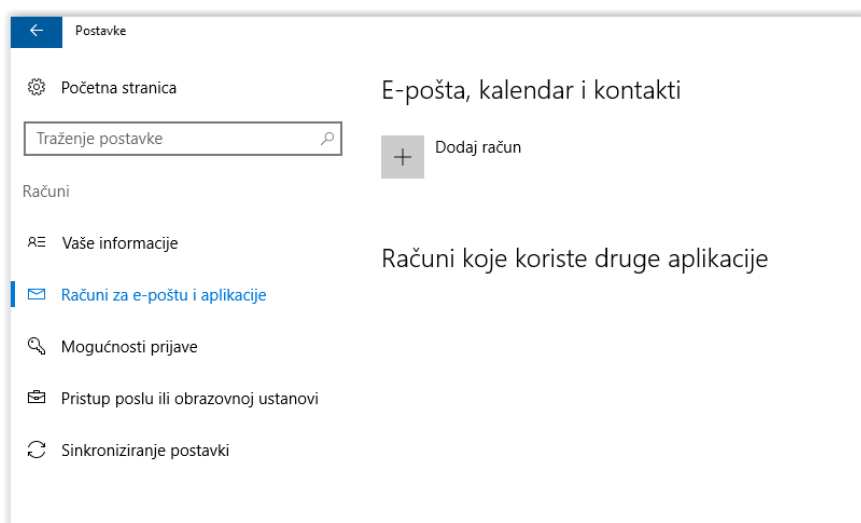 Postavke
Početna stranica
Traženje postavke
Računi
Vaše informacije
Računi za e-poštu i aplikacije
Mogućnosti prijave
Pristup poslu ili obrazovnoj ustanovi
Sinkroniziranje postavki
E-pošta, kalendar i kontakti
Dodaj račun
Računi koje koriste druge aplikacije